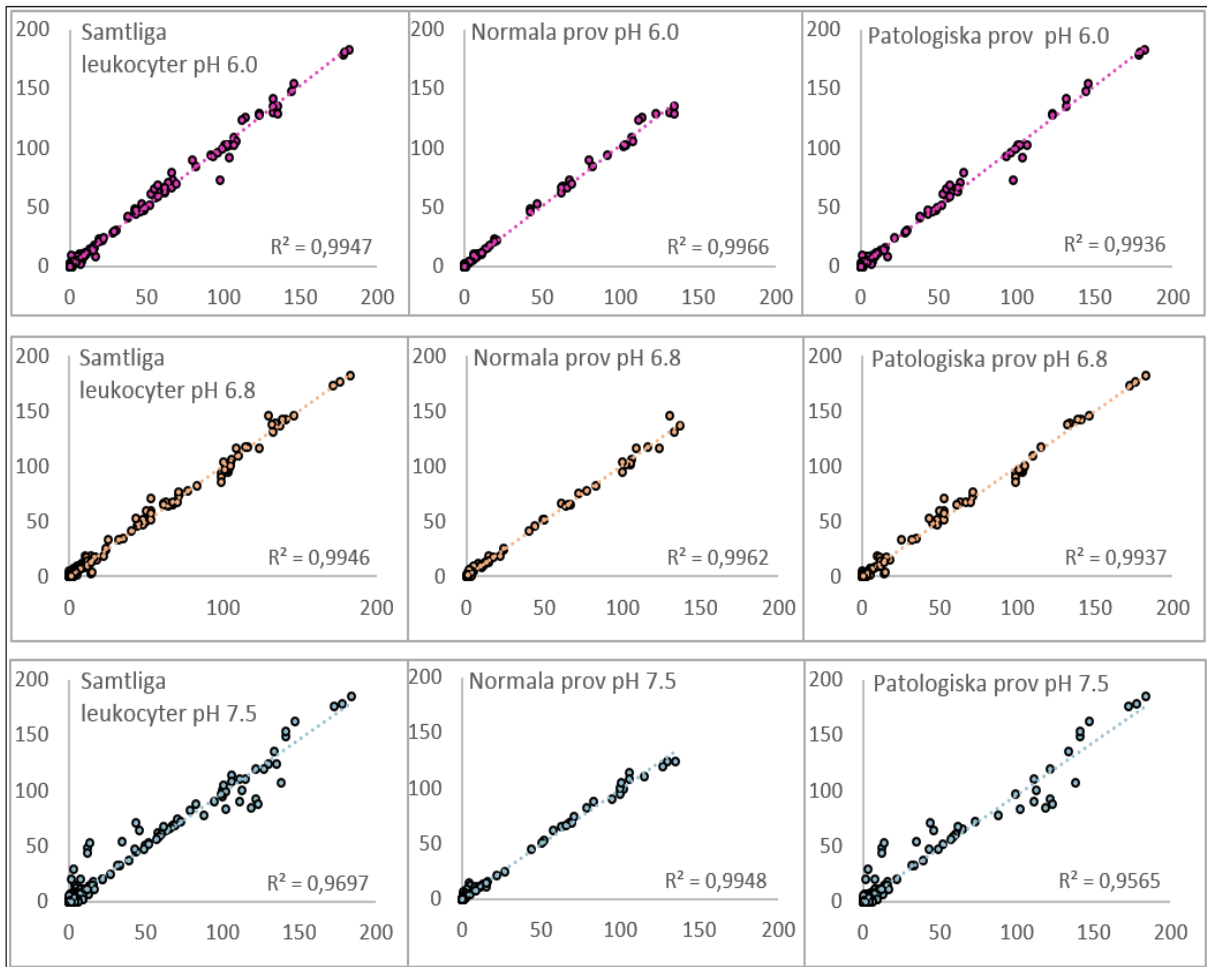 Samtliga
leukocyter pH 6.0
200
150
100
50
0
R² = 0,9947
0 50 100 150 200
Normala prov pH 6.0
200
150
100
50
0
R² = 0,9966
0 50 100 150 200
Patologiska prov pH 6.0
200
150
100
50
0
R² = 0,9936
0 50 100 150 200
Samtliga
leukocyter pH 6.8
200
150
100
50
0
R² = 0,9946
0 100 200
Normala prov pH 6.8
200
150
100
50
0
R² = 0,9962
0 50 100 150 200
Patologiska prov pH 6.8
200
150
100
50
0
R² = 0,9937
0 50 100 150 200
Samtliga
leukocyter pH 7.5
200
150
100
50
0
R² = 0,9697
0 50 100 150 200
Normala prov pH 7.5
200
150
100
50
0
R² = 0,9948
0 50 100 150 200
Patologiska prov pH 7.5
200
150
100
50
0
R² = 0,9565
0 50 100 150 200